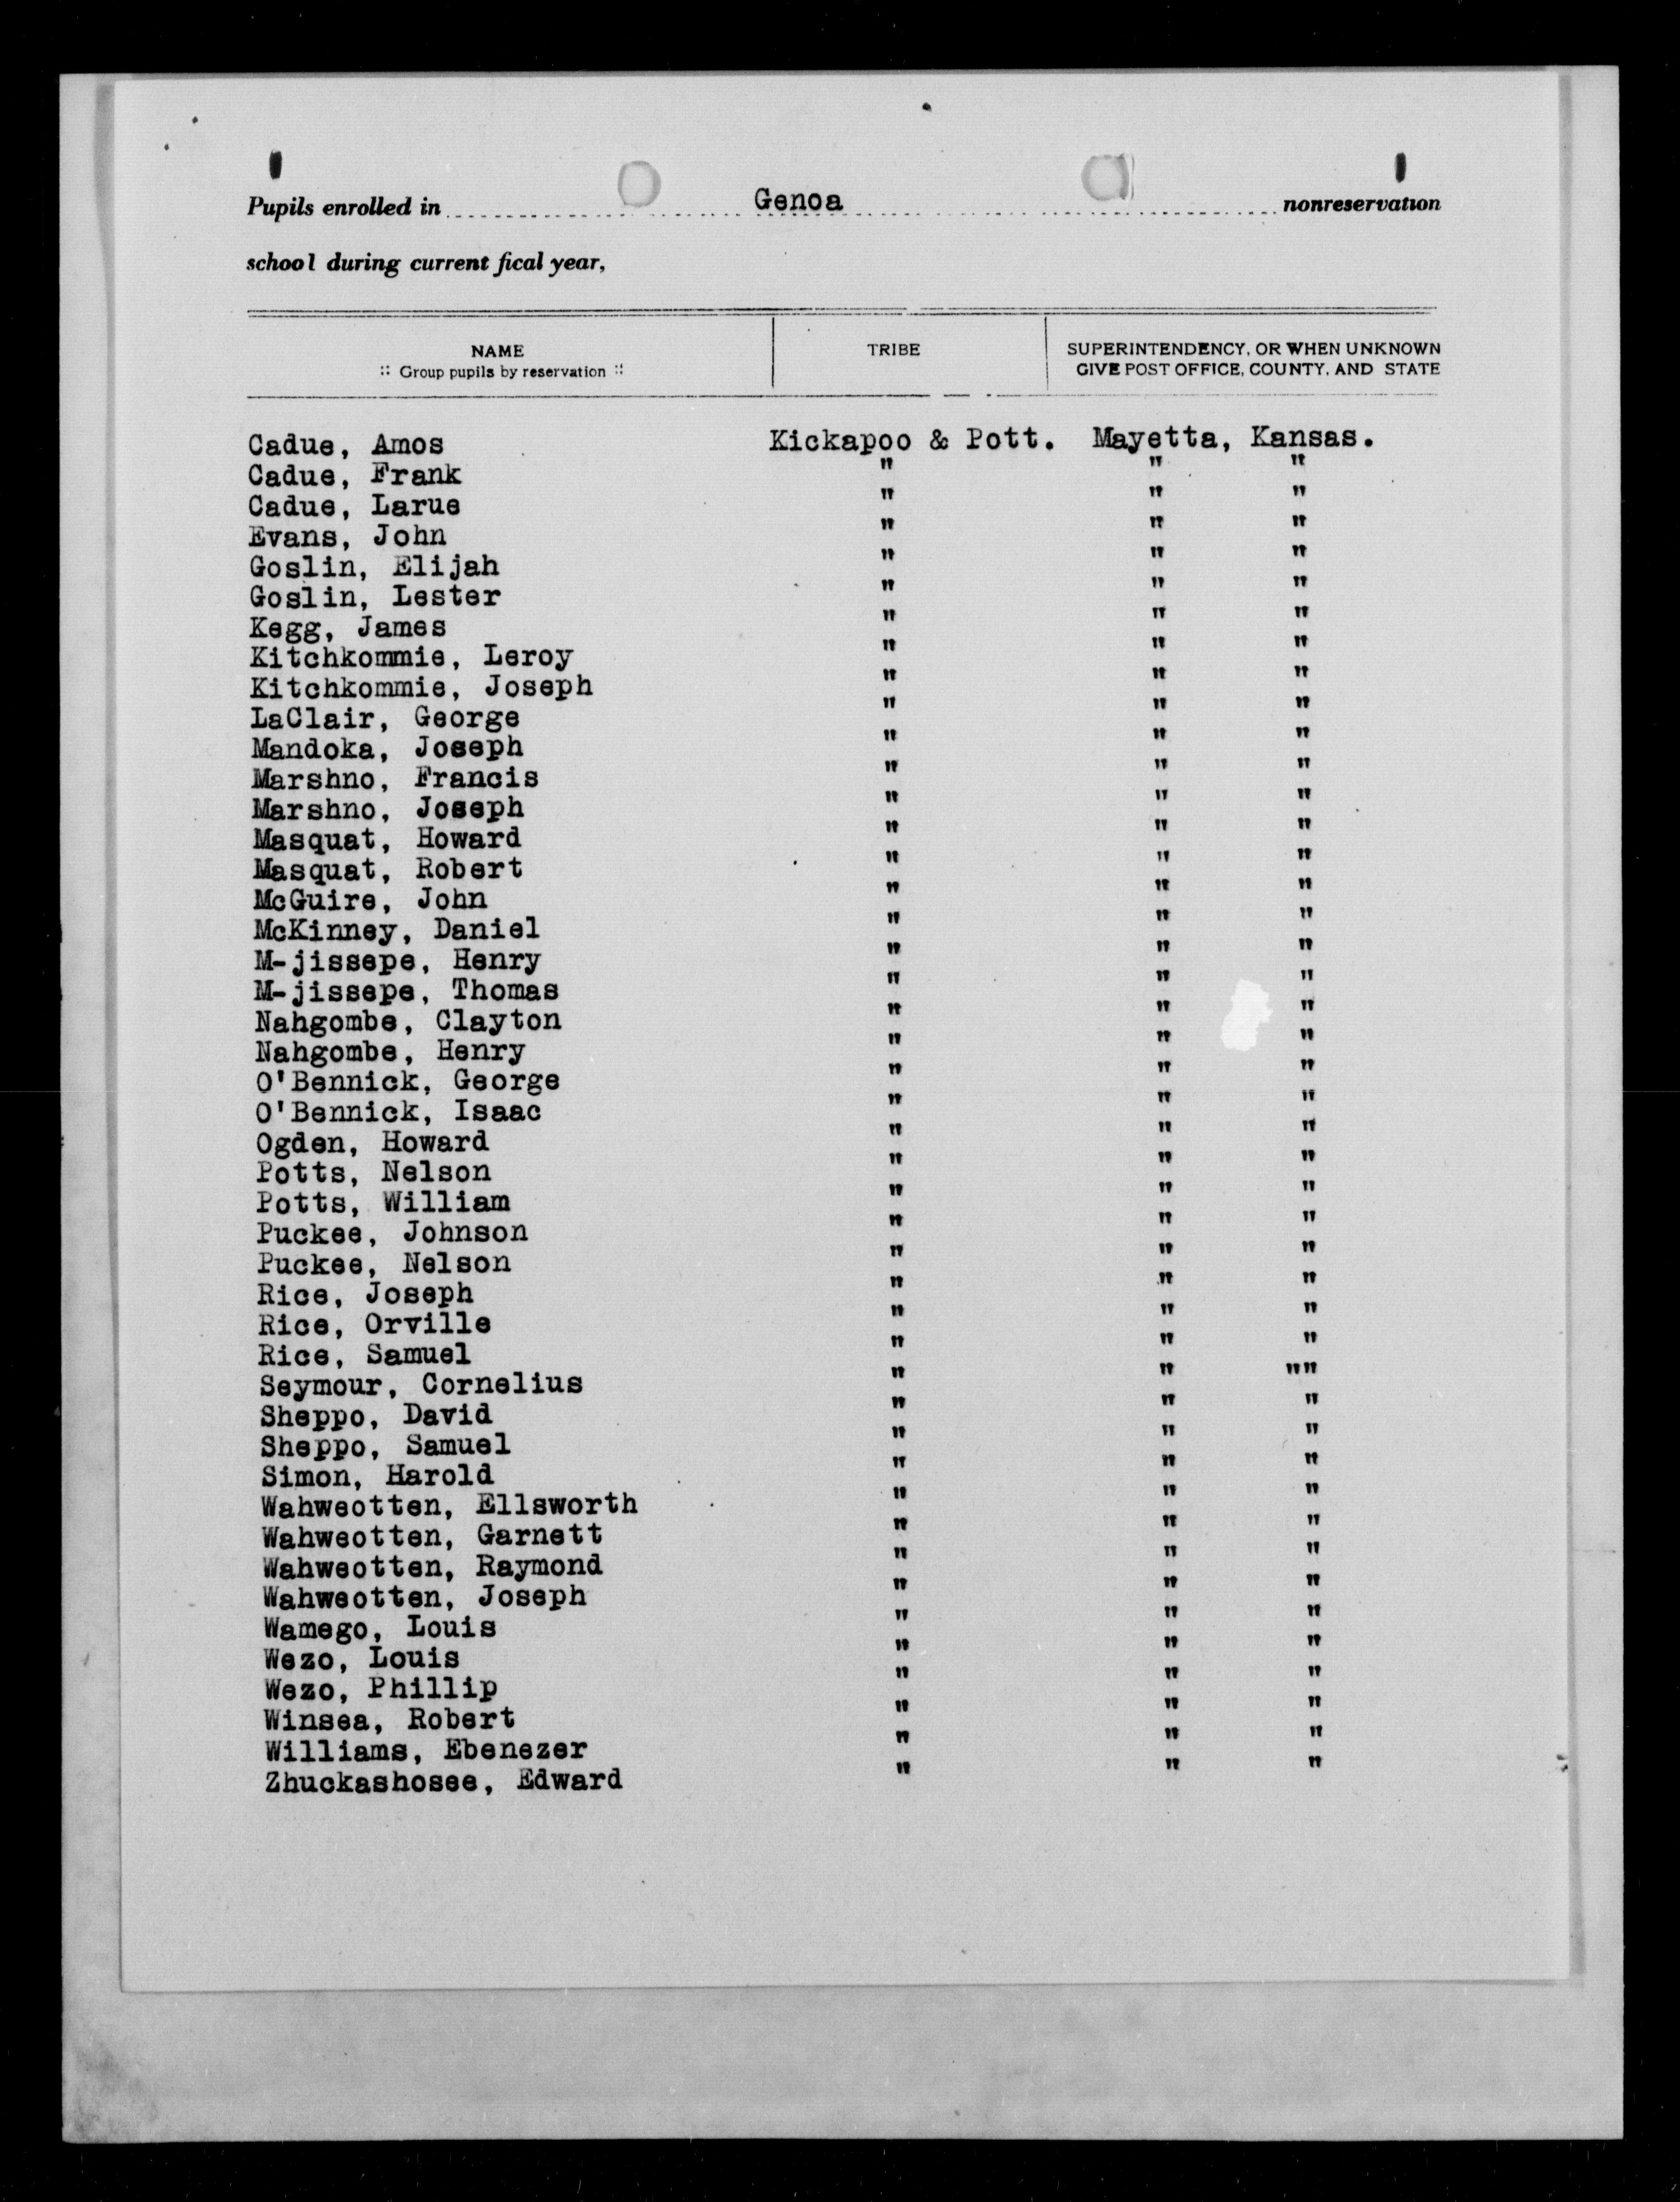 Pupils enrolled in Genoa nonreservation
school during current fical year,
NAME TRIBE SUPERINTENDENCY, OR WHEN UNKNOWN
:: Group pupils by reservation :: GIVE POST OFFICE, COUNTY, AND STATE
Cadue, Amos Kickapoo & Pott. Mayetta, Kansas.
Cadue, Frank " " "
Cadue, Larue " " "
Evans, John " " "
Goslin, Elijah " " "
Goslin, Lester " " "
Kegg, James " " "
Kitchkommie, Leroy " " "
Kitchkommie, Joseph " " "
LaClair, George " " "
Mandoka, Joseph " " "
Marshno, Francis " " "
Marshno, Joseph " " "
Masquat, Howard " " "
Masquat, Robert " " "
McGuire, John " " "
McKinney, Daniel " " "
M-jissepe, Henry " " "
M-jissepe, Thomas " " "
Nahgombe, Clayton " " "
Nahgombe, Henry " " "
O'Bennick, George " " "
O'Bennick, Isaac " " "
Ogden, Howard " " "
Potts, Nelson " " "
Potts, William " " "
Puckee, Johnson " " "
Puckee, Nelson " " "
Rice, Joseph " " "
Rice, Orville " " "
Rice, Samuel " " "
Seymour, Cornelius " " ""
Sheppo, David " " "
Sheppo, Samuel " " "
Simon, Harold " " "
Wahweotten, Ellsworth " " "
Wahweotten, Garnett " " "
Wahweotten, Raymond " " "
Wahweotten, Joseph " " "
Wamego, Louis " " "
Wezo, Louis " " "
Wezo, Phillip " " "
Winsea, Robert " " "
Williams, Ebenezer " " "
Zhuckashosee, Edward " " "